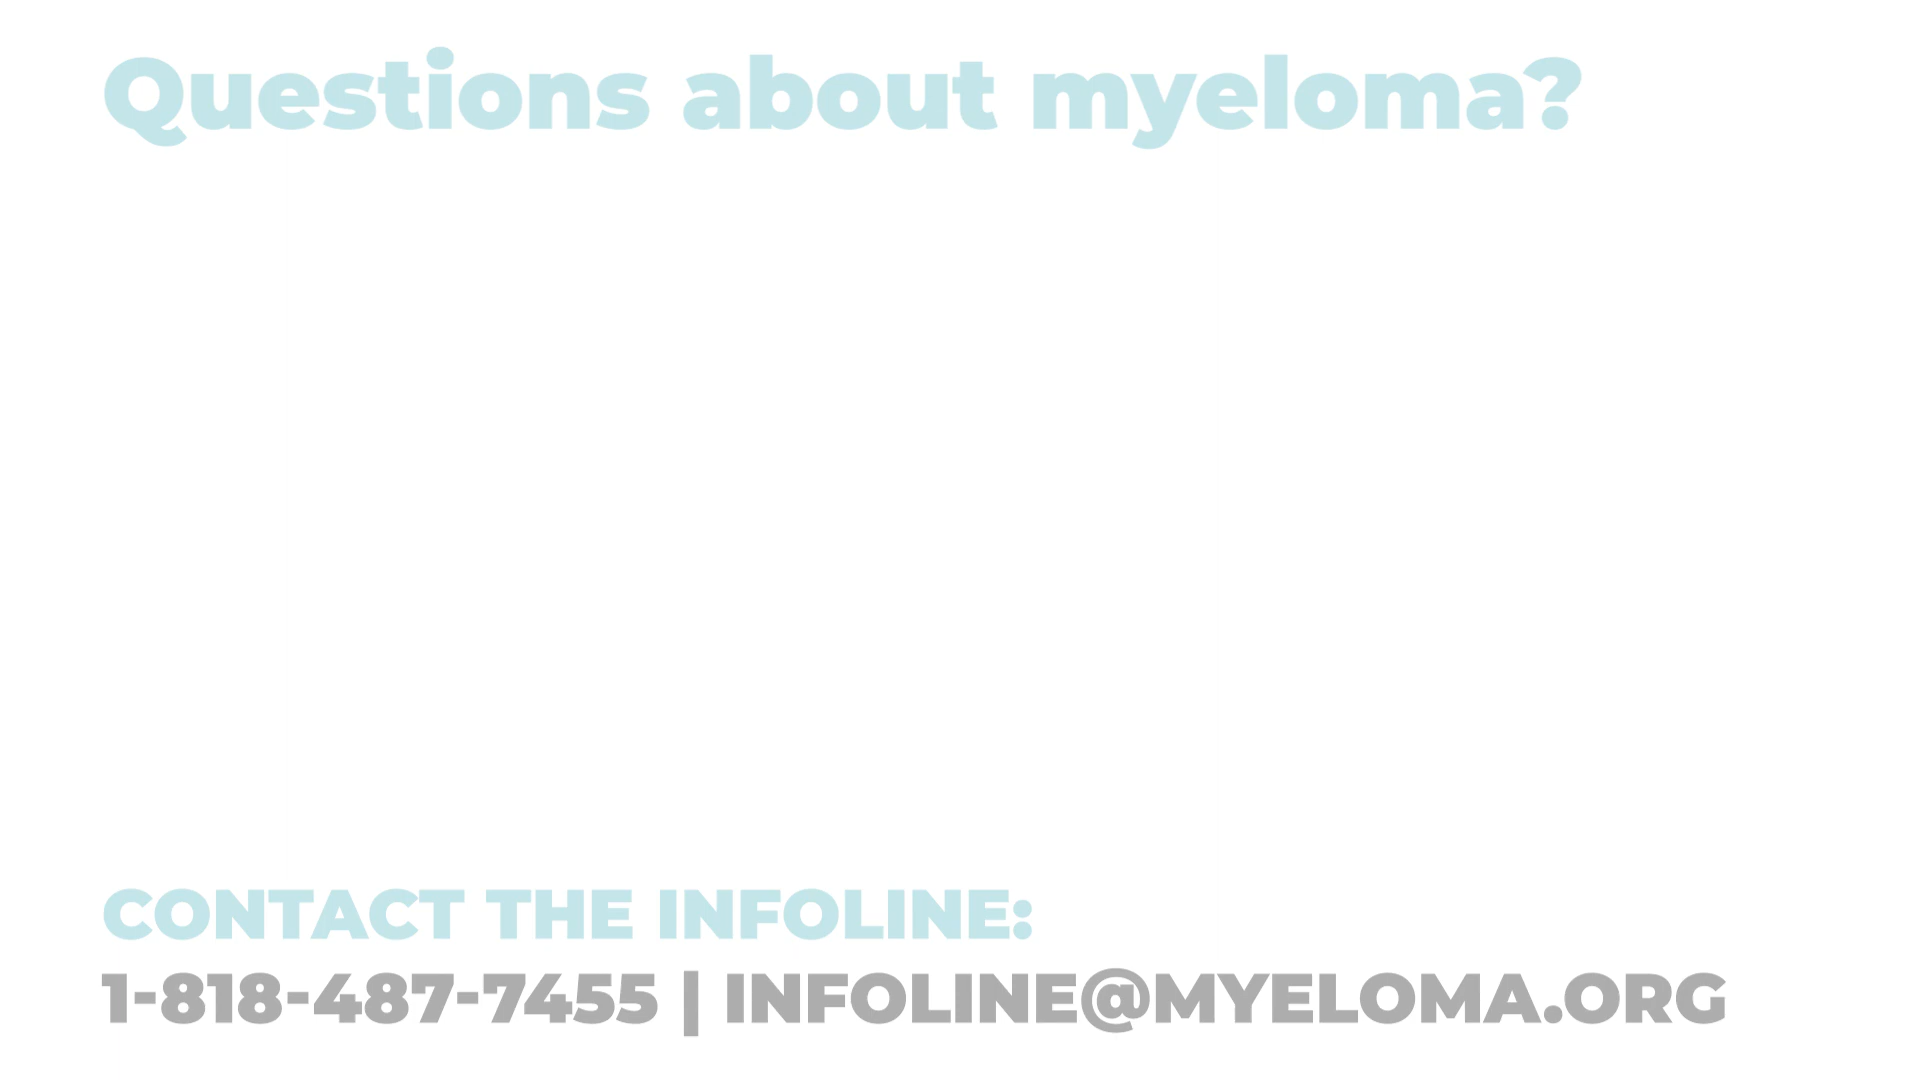 Questions about myeloma?
CONTACT THE INFOLINE:
1-818-487-7455 | INFOLINE@MYELOMA.ORG